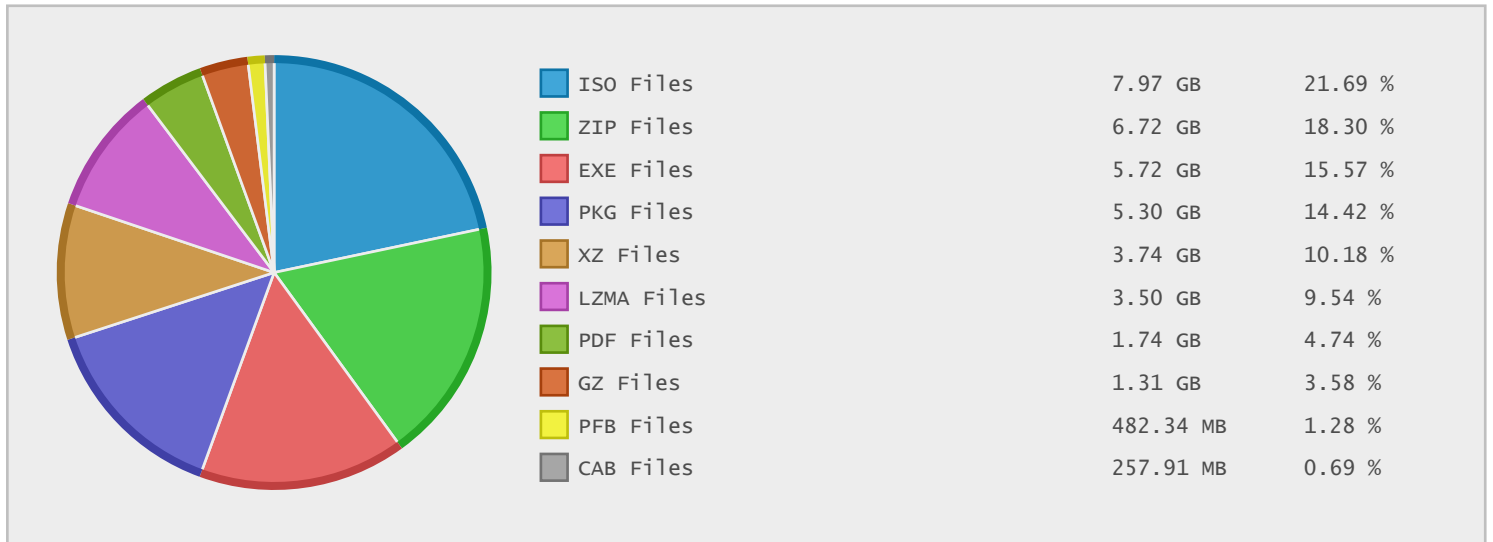 ISO Files 7.97 GB 21.69 %
ZIP Files 6.72 GB 18.30 %
EXE Files 5.72 GB 15.57 %
PKG Files 5.30 GB 14.42 %
XZ Files 3.74 GB 10.18 %
LZMA Files 3.50 GB 9.54 %
PDF Files 1.74 GB 4.74 %
GZ Files 1.31 GB 3.58 %
PFB Files 482.34 MB 1.28 %
CAB Files 257.91 MB 0.69 %